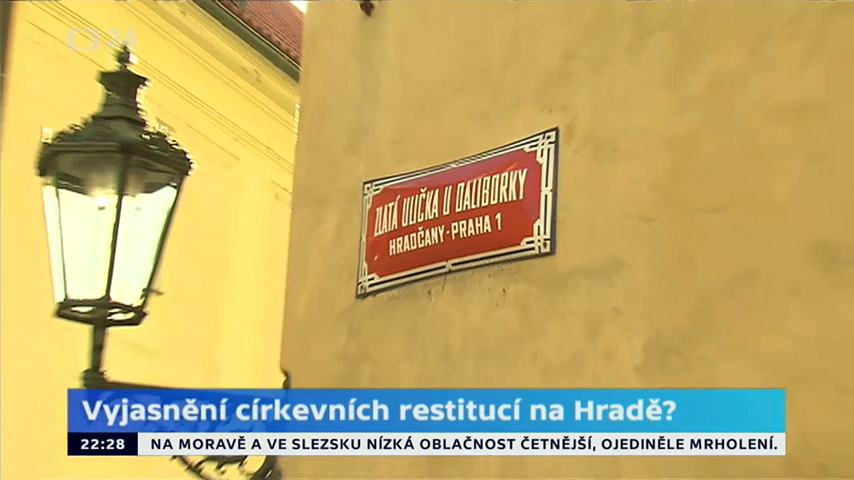 ČT24
ZLATÁ ULIČKA U DALIBORKY
HRADČANY-PRAHA 1
Vyjasnění církevních restitucí na Hradě?
22:28 NA MORAVĚ A VE SLEZSKU NÍZKÁ OBLAČNOST ČETNĚJŠÍ, OJEDINĚLE MRHOLENÍ.